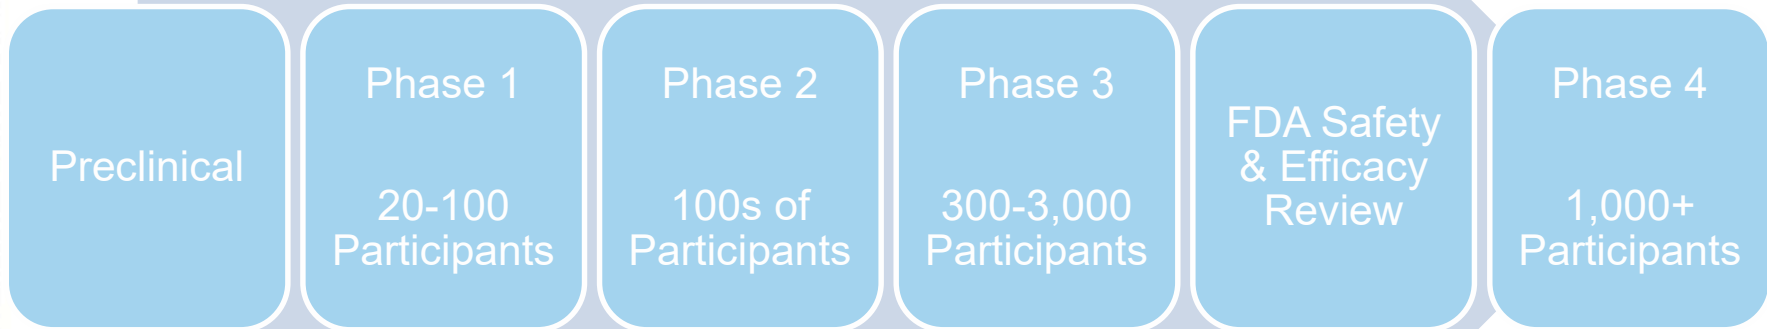 Preclinical
Phase 1
20-100
Participants
Phase 2
100s of
Participants
Phase 3
300-3,000
Participants
FDA Safety
& Efficacy
Review
Phase 4
1,000+
Participants